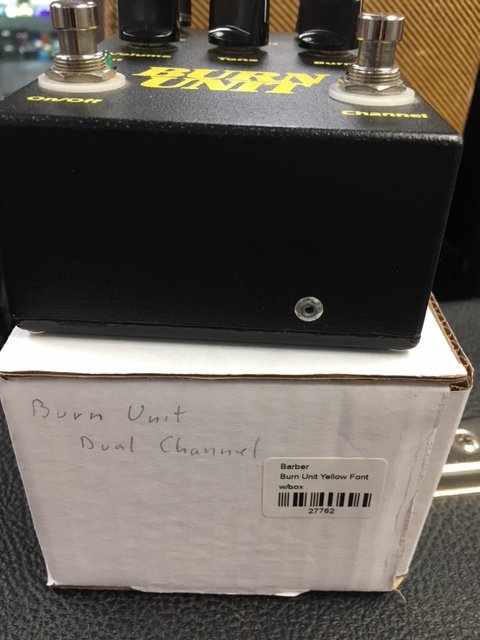 Volume Tone Burn
BURN
UNIT
On/Off
Channel
Burn Unit
Dual Channel
Barber
Burn Unit Yellow Font
w/box
27762